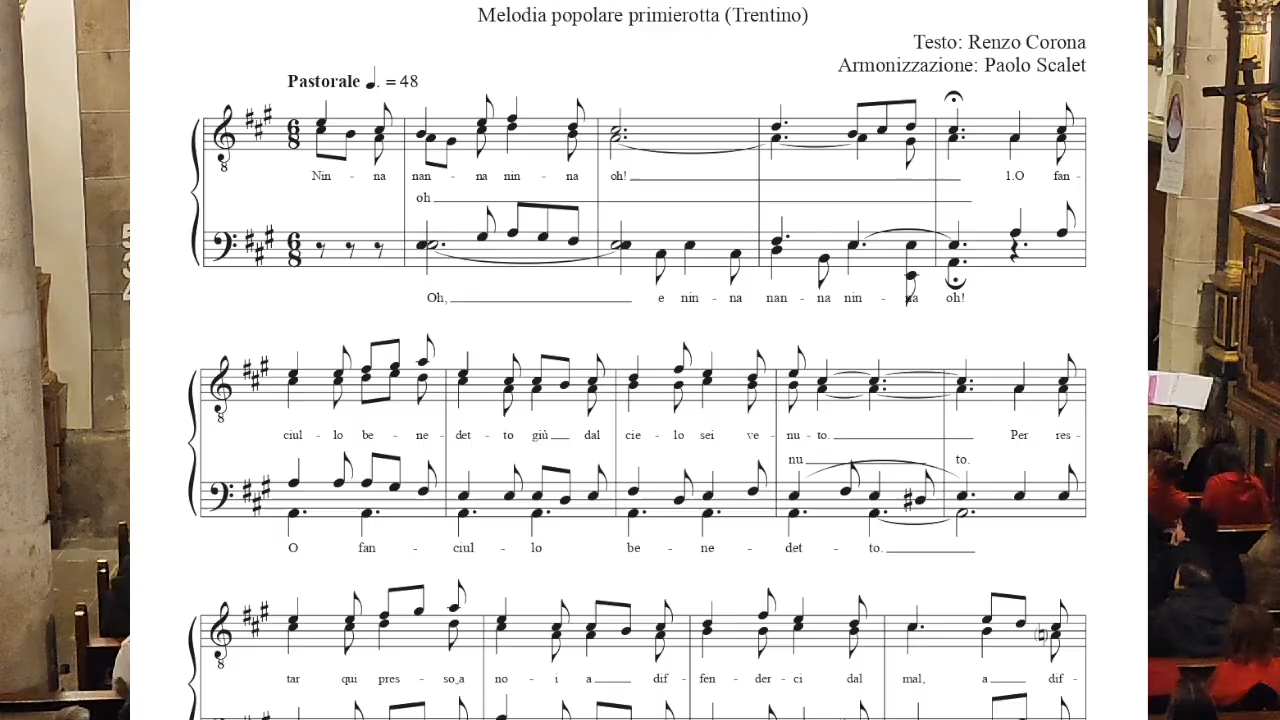 Melodia popolare primierotta (Trentino)
Testo: Renzo Corona
Armonizzazione: Paolo Scalet
Pastorale ♩. = 48
Nin - na nan - na nin - na oh! 1.O fan -
oh
Oh, e nin - na nan - na nin - na oh!
ciul - lo be - ne - det - to giù dal cie - lo sei ve - nu - to. Per res -
nu to.
O fan - ciul - lo be - ne - det - to.
tar qui pres - so‿a no - i a dif - fen - der - ci dal mal, a dif -